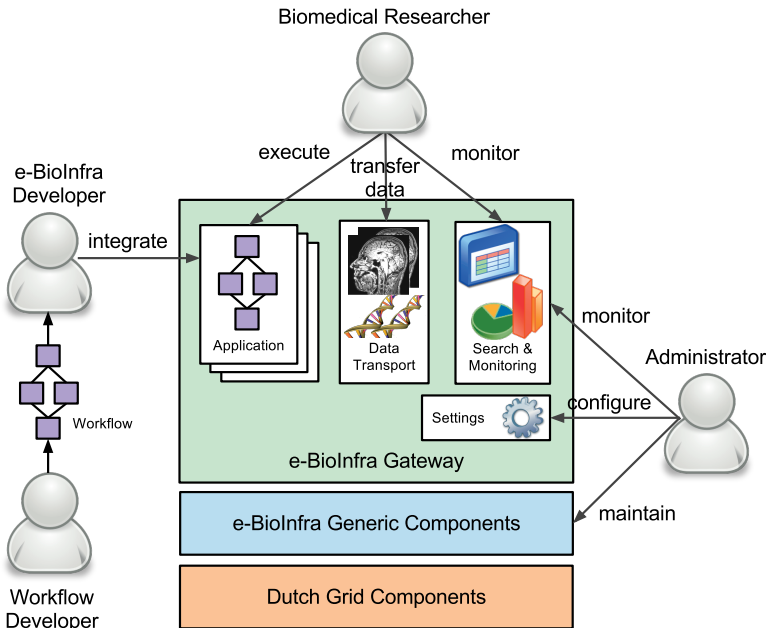 Biomedical Researcher
execute
transfer
data
monitor
e-BioInfra
Developer
integrate
Application
Data
Transport
Search &
Monitoring
monitor
Administrator
Settings
configure
Workflow
e-BioInfra Gateway
maintain
e-BioInfra Generic Components
Dutch Grid Components
Workflow
Developer